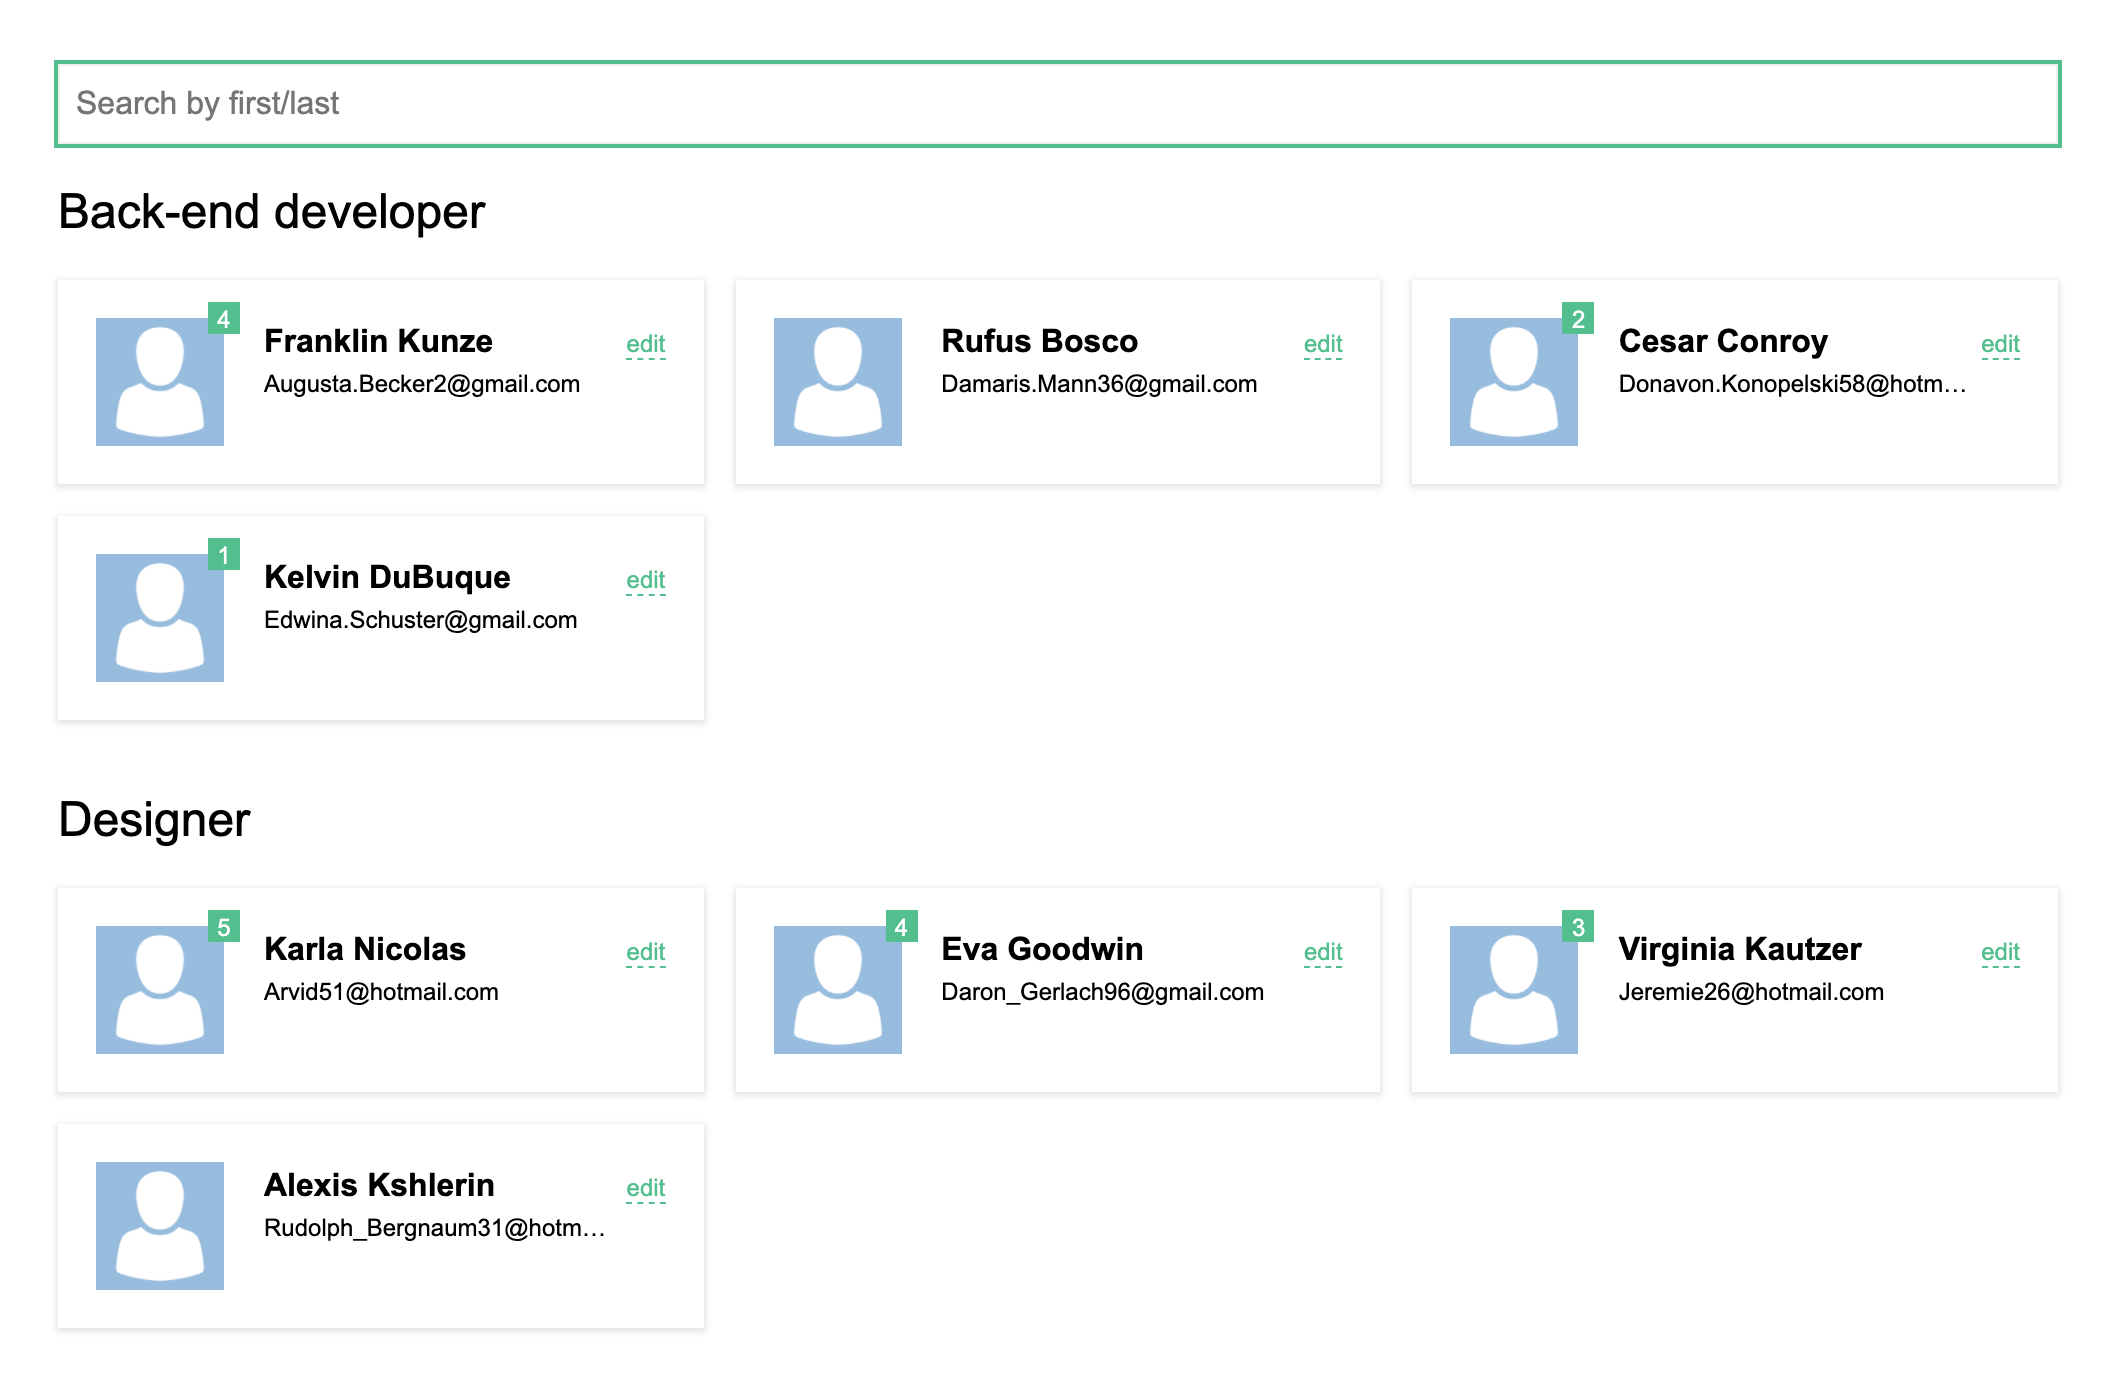 Search by first/last
Back-end developer
4
Franklin Kunze
edit
Augusta.Becker2@gmail.com
Rufus Bosco
edit
Damaris.Mann36@gmail.com
2
Cesar Conroy
edit
Donavon.Konopelski58@hotm…
1
Kelvin DuBuque
edit
Edwina.Schuster@gmail.com
Designer
5
Karla Nicolas
edit
Arvid51@hotmail.com
4
Eva Goodwin
edit
Daron_Gerlach96@gmail.com
3
Virginia Kautzer
edit
Jeremie26@hotmail.com
Alexis Kshlerin
edit
Rudolph_Bergnaum31@hotm…